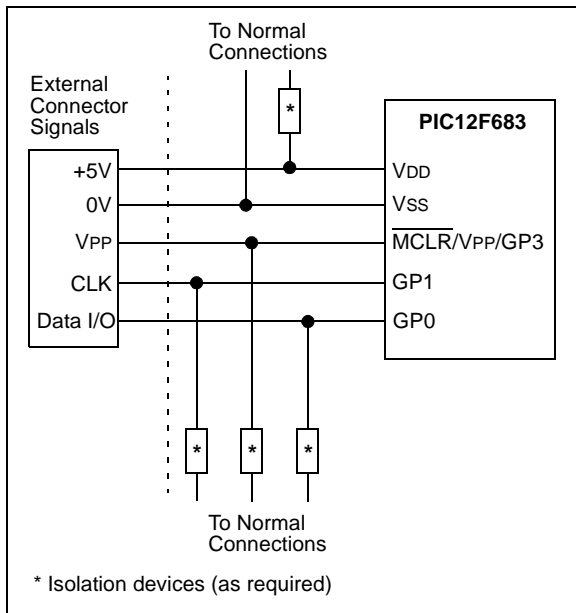 To Normal
Connections
External
Connector
Signals
*
PIC12F683
+5V
VDD
0V
VSS
VPP
MCLR/VPP/GP3
CLK
GP1
Data I/O
GP0
*
*
*
To Normal
Connections
* Isolation devices (as required)